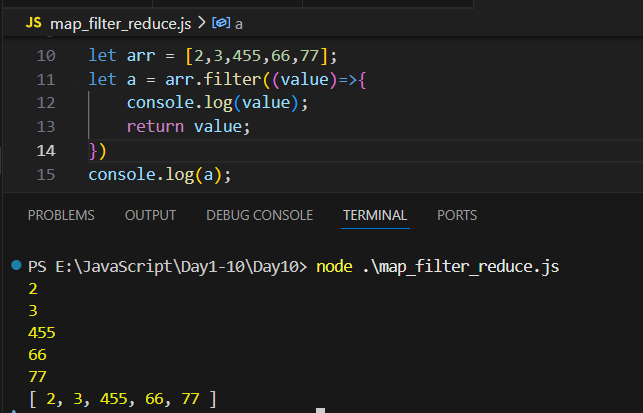 JS map_filter_reduce.js > a
10 let arr = [2,3,455,66,77];
11 let a = arr.filter((value)=>{
12     console.log(value);
13     return value;
14 })
15 console.log(a);
PROBLEMS OUTPUT DEBUG CONSOLE TERMINAL PORTS
PS E:\JavaScript\Day1-10\Day10> node .\map_filter_reduce.js
2
3
455
66
77
[ 2, 3, 455, 66, 77 ]